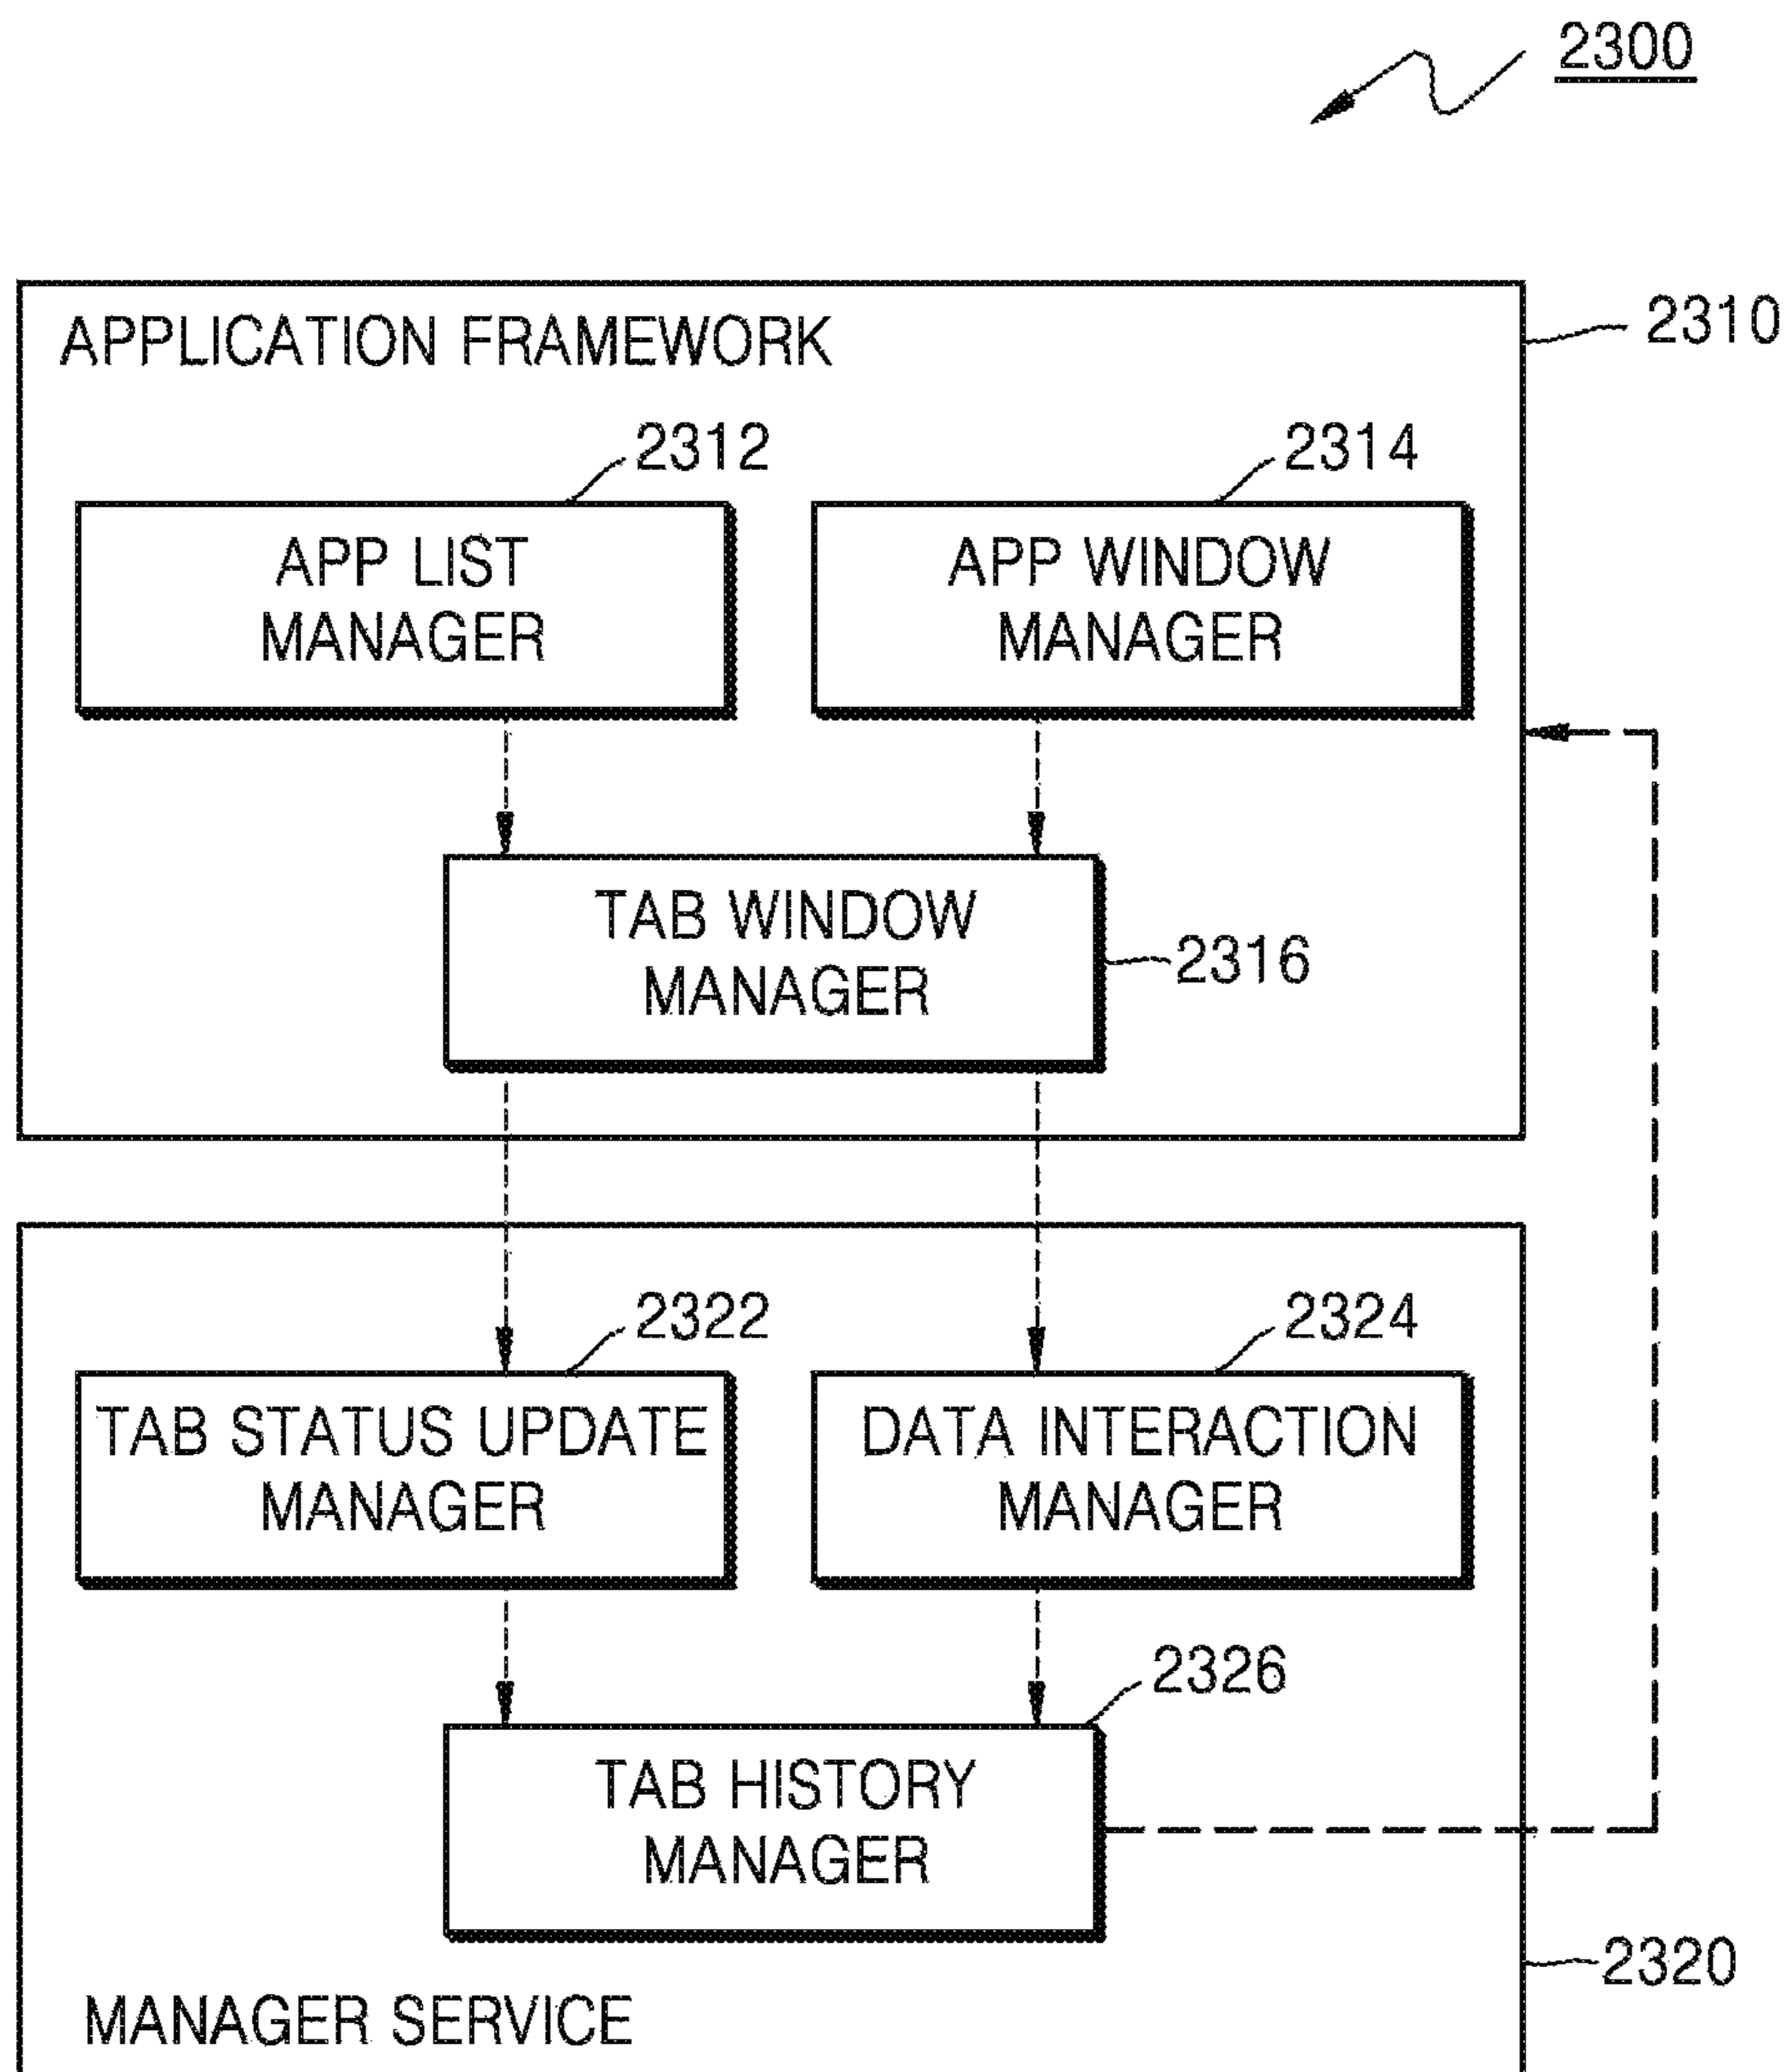 2300
APPLICATION FRAMEWORK
2310
2312
2314
APP LIST
MANAGER
APP WINDOW
MANAGER
TAB WINDOW
MANAGER
2316
2322
2324
TAB STATUS UPDATE
MANAGER
DATA INTERACTION
MANAGER
2326
TAB HISTORY
MANAGER
2320
MANAGER SERVICE